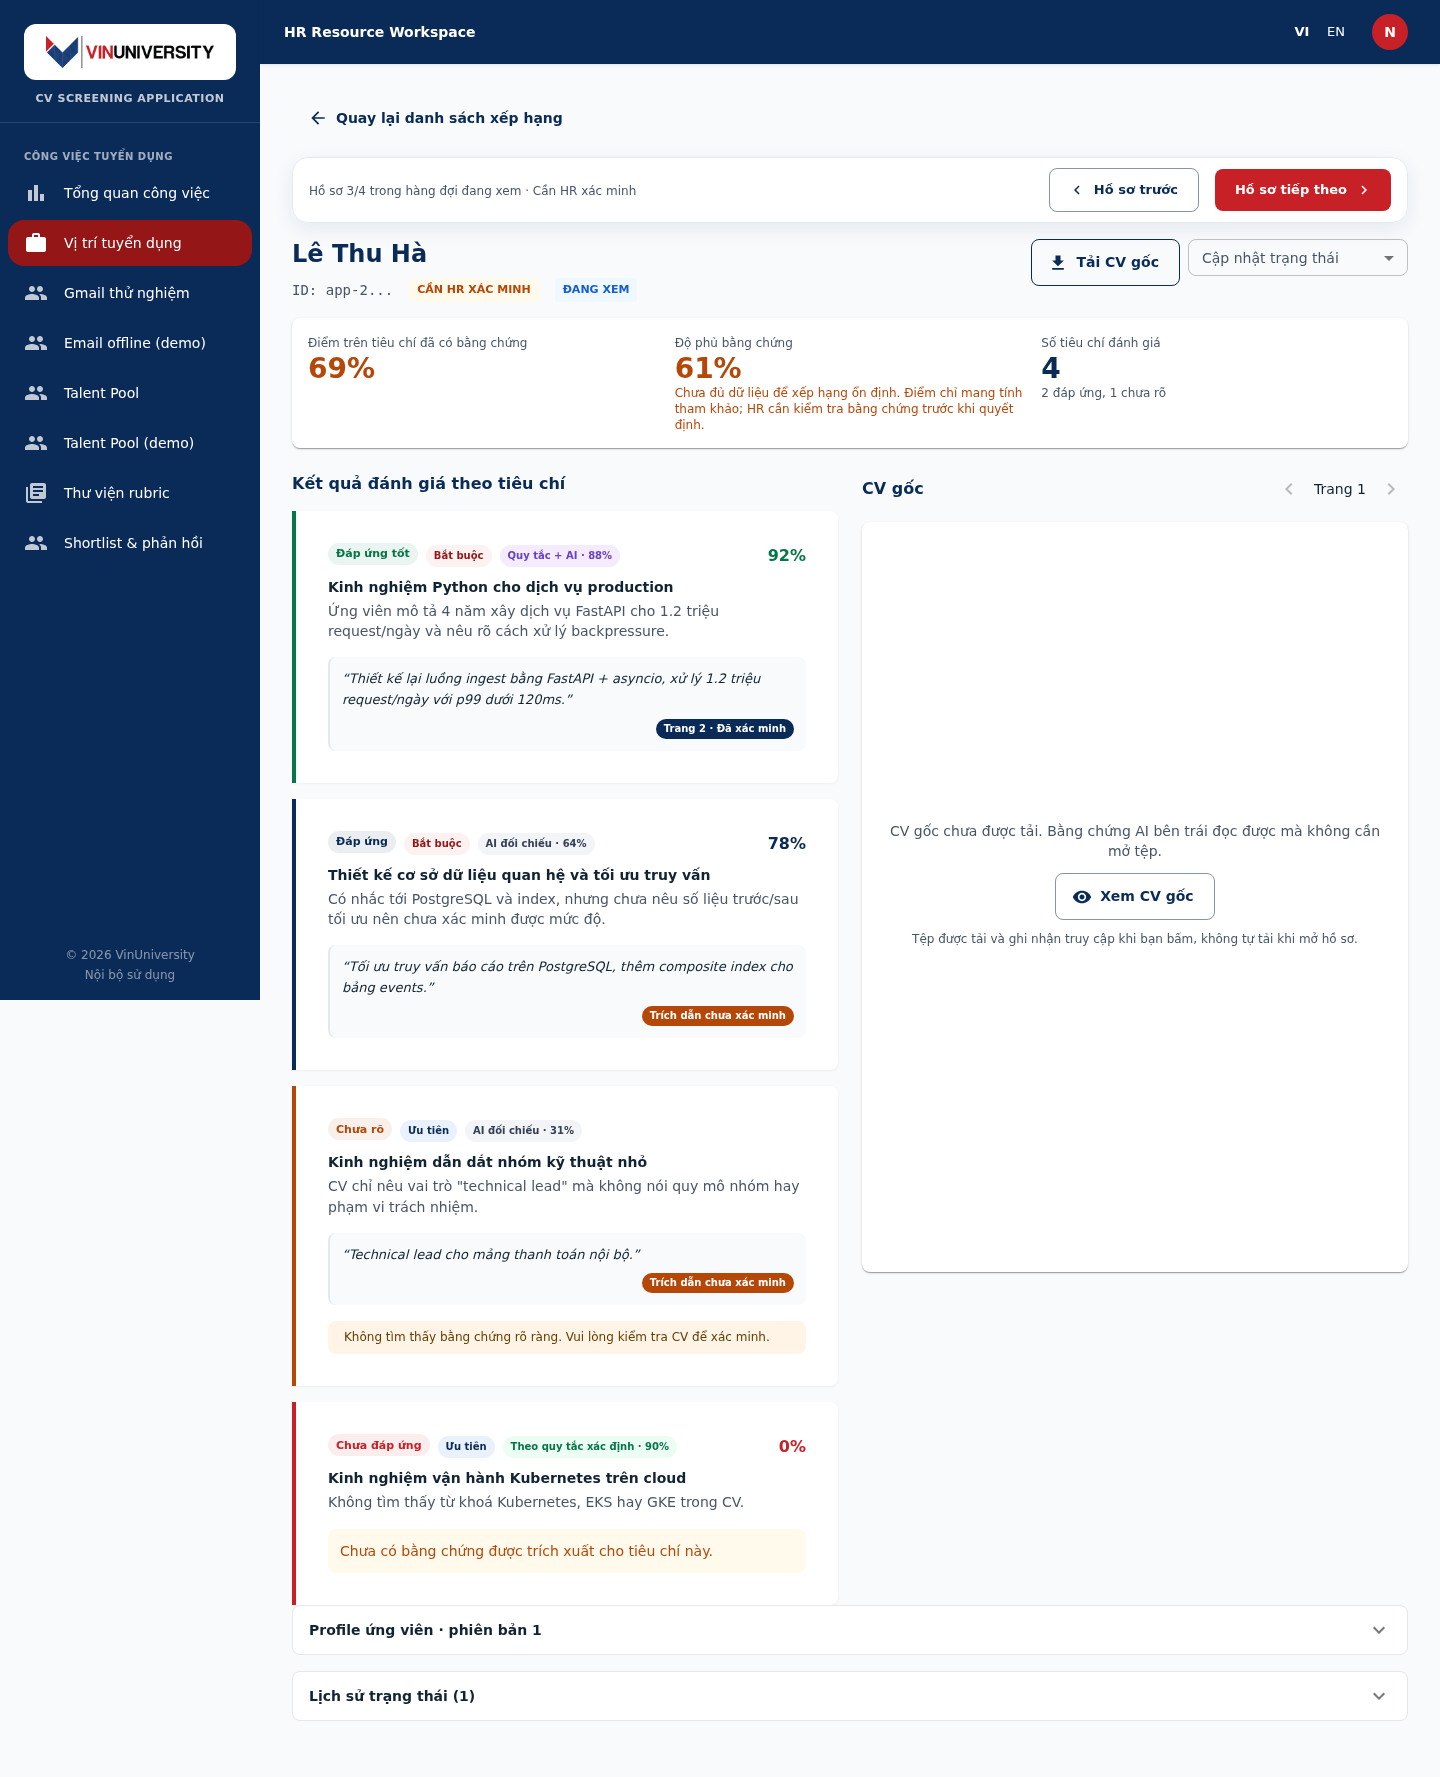 VINUNIVERSITY
CV SCREENING APPLICATION
CÔNG VIỆC TUYỂN DỤNG
Tổng quan công việc
Vị trí tuyển dụng
Gmail thử nghiệm
Email offline (demo)
Talent Pool
Talent Pool (demo)
Thư viện rubric
Shortlist & phản hồi
© 2026 VinUniversity
Nội bộ sử dụng
HR Resource Workspace
VI EN N
Quay lại danh sách xếp hạng
Hồ sơ 3/4 trong hàng đợi đang xem · Cần HR xác minh
Hồ sơ trước
Hồ sơ tiếp theo
Lê Thu Hà
Tải CV gốc
Cập nhật trạng thái
ID: app-2... CẦN HR XÁC MINH ĐANG XEM
Điểm trên tiêu chí đã có bằng chứng
69%
Độ phủ bằng chứng
61%
Chưa đủ dữ liệu để xếp hạng ổn định. Điểm chỉ mang tính
tham khảo; HR cần kiểm tra bằng chứng trước khi quyết
định.
Số tiêu chí đánh giá
4
2 đáp ứng, 1 chưa rõ
Kết quả đánh giá theo tiêu chí
Đáp ứng tốt Bắt buộc Quy tắc + AI · 88% 92%
Kinh nghiệm Python cho dịch vụ production
Ứng viên mô tả 4 năm xây dịch vụ FastAPI cho 1.2 triệu
request/ngày và nêu rõ cách xử lý backpressure.
“Thiết kế lại luồng ingest bằng FastAPI + asyncio, xử lý 1.2 triệu
request/ngày với p99 dưới 120ms.”
Trang 2 · Đã xác minh
Đáp ứng Bắt buộc AI đối chiếu · 64% 78%
Thiết kế cơ sở dữ liệu quan hệ và tối ưu truy vấn
Có nhắc tới PostgreSQL và index, nhưng chưa nêu số liệu trước/sau
tối ưu nên chưa xác minh được mức độ.
“Tối ưu truy vấn báo cáo trên PostgreSQL, thêm composite index cho
bảng events.”
Trích dẫn chưa xác minh
Chưa rõ Ưu tiên AI đối chiếu · 31%
Kinh nghiệm dẫn dắt nhóm kỹ thuật nhỏ
CV chỉ nêu vai trò "technical lead" mà không nói quy mô nhóm hay
phạm vi trách nhiệm.
“Technical lead cho mảng thanh toán nội bộ.”
Trích dẫn chưa xác minh
Không tìm thấy bằng chứng rõ ràng. Vui lòng kiểm tra CV để xác minh.
Chưa đáp ứng Ưu tiên Theo quy tắc xác định · 90% 0%
Kinh nghiệm vận hành Kubernetes trên cloud
Không tìm thấy từ khoá Kubernetes, EKS hay GKE trong CV.
Chưa có bằng chứng được trích xuất cho tiêu chí này.
CV gốc
Trang 1
CV gốc chưa được tải. Bằng chứng AI bên trái đọc được mà không cần
mở tệp.
Xem CV gốc
Tệp được tải và ghi nhận truy cập khi bạn bấm, không tự tải khi mở hồ sơ.
Profile ứng viên · phiên bản 1
Lịch sử trạng thái (1)